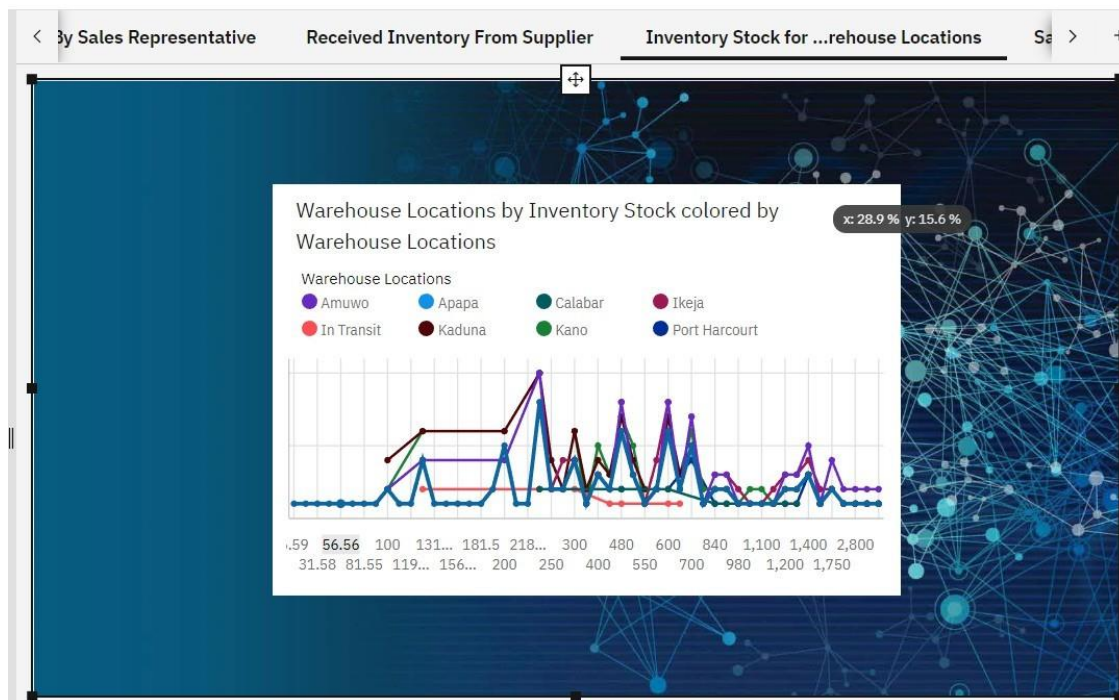 By Sales Representative Received Inventory From Supplier Inventory Stock for ...rehouse Locations Sa
x: 28.9 % y: 15.6 %
Warehouse Locations by Inventory Stock colored by
Warehouse Locations
Warehouse Locations
Amuwo Apapa Calabar Ikeja
In Transit Kaduna Kano Port Harcourt
.59 56.56 100 131... 181.5 218... 300 480 600 840 1,100 1,400 2,800
31.58 81.55 119... 156... 200 250 400 550 700 980 1,200 1,750